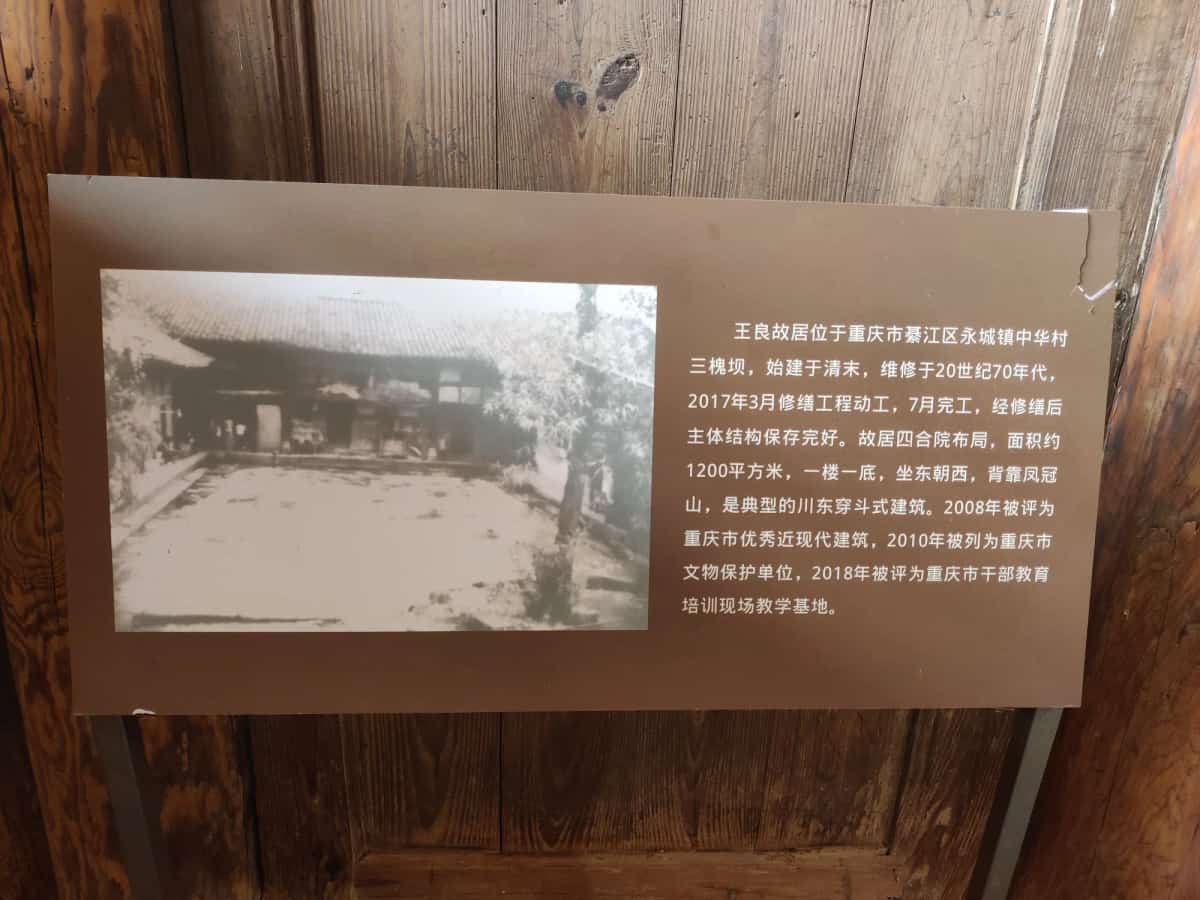 王良故居位于重庆市綦江区永城镇中华村
三槐坝，始建于清末，维修于20世纪70年代，
2017年3月修缮工程动工，7月完工，经修缮后
主体结构保存完好。故居四合院布局，面积约
1200平方米，一楼一底，坐东朝西，背靠凤冠
山，是典型的川东穿斗式建筑。2008年被评为
重庆市优秀近现代建筑，2010年被列为重庆市
文物保护单位，2018年被评为重庆市干部教育
培训现场教学基地。